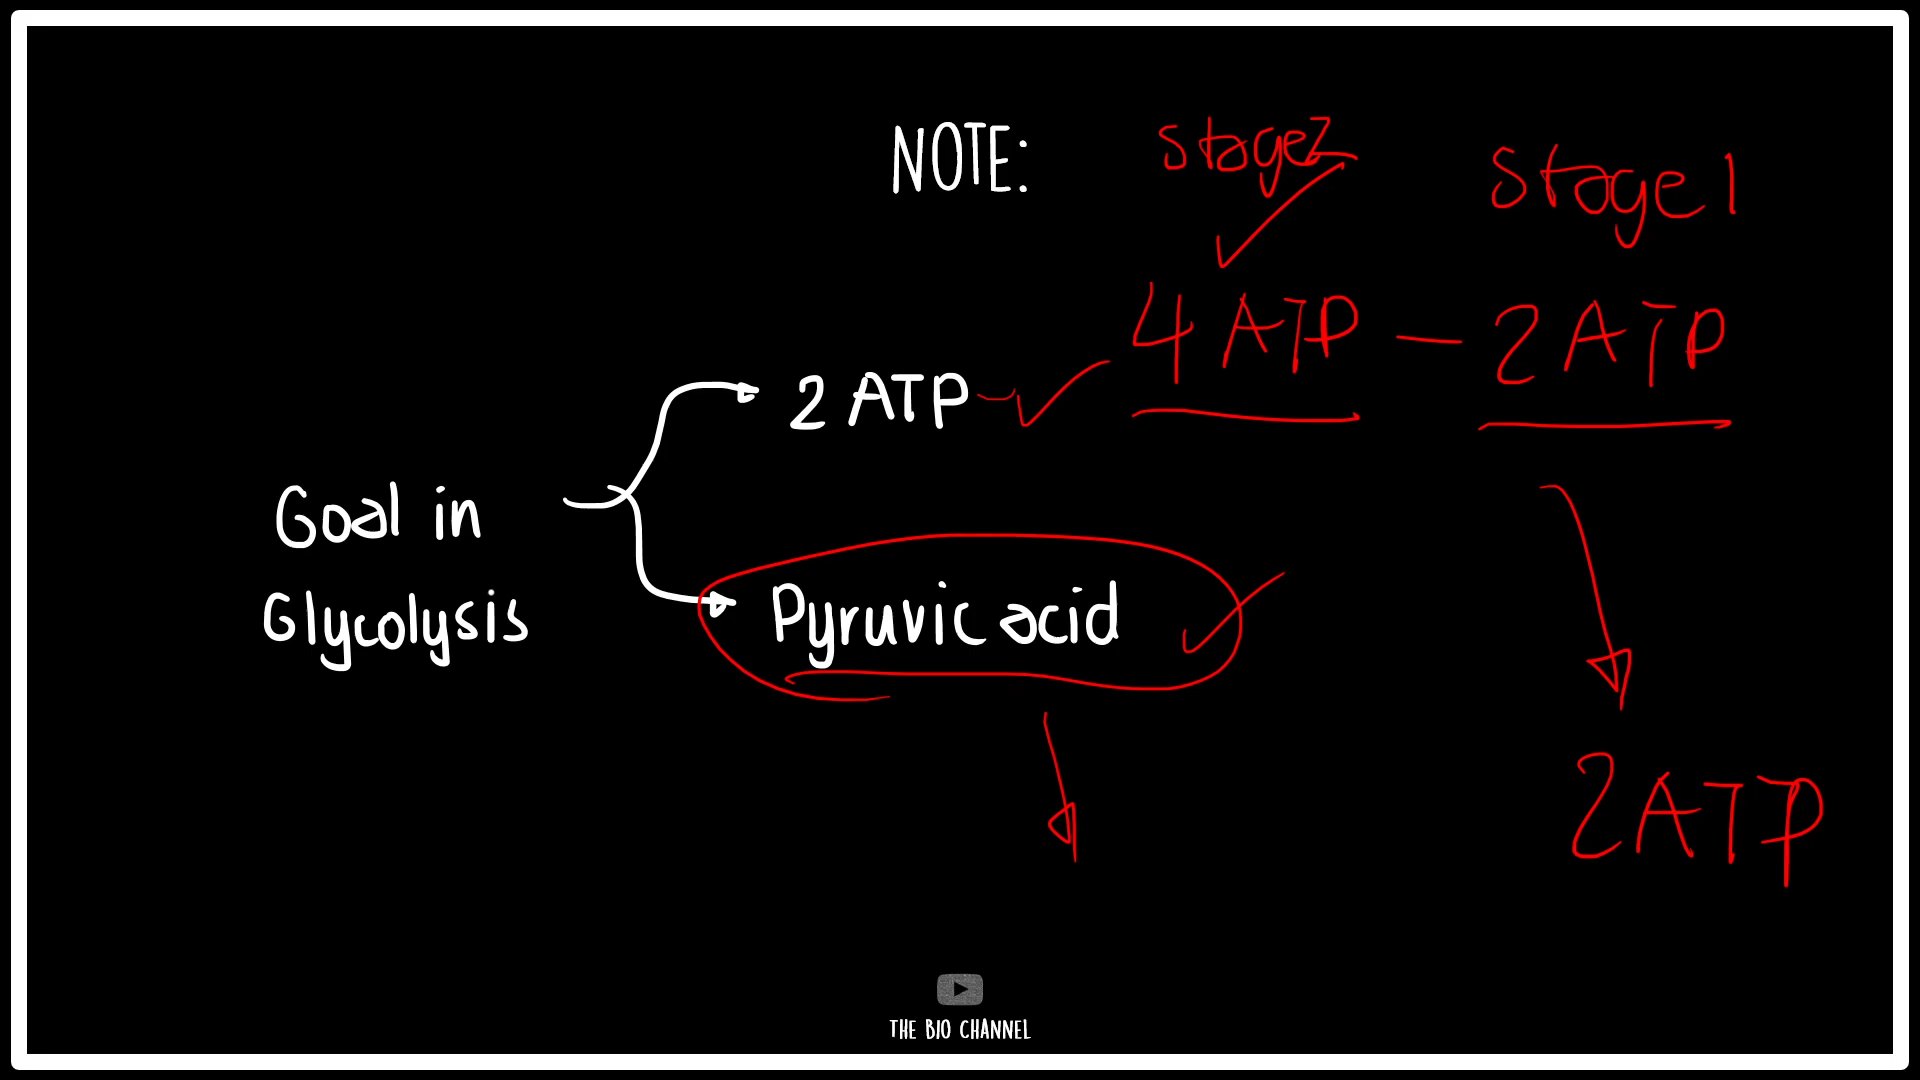 NOTE:
stage2
stage1
4 ATP — 2 ATP
2 ATP
Goal in
Glycolysis
Pyruvic acid
2ATP
THE BIO CHANNEL